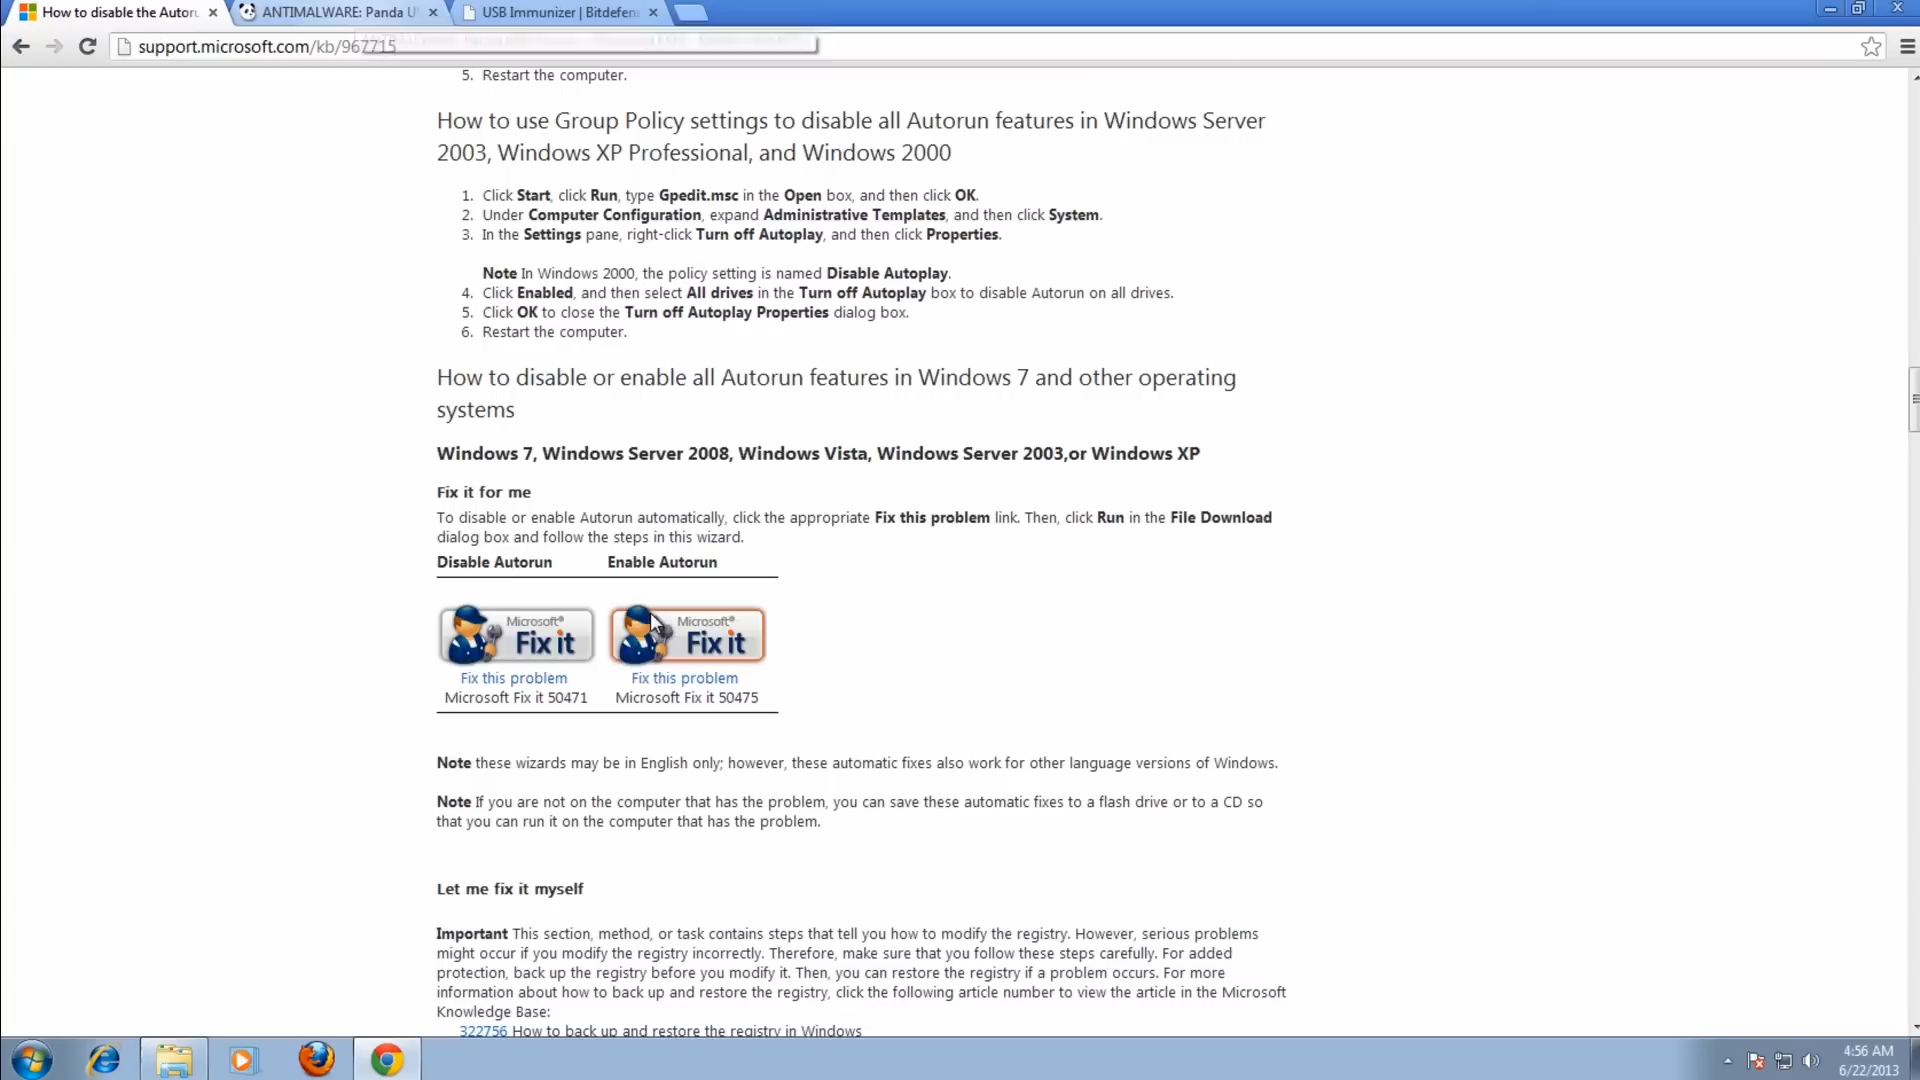 How to disable the Autoru
ANTIMALWARE: Panda U
USB Immunizer | Bitdefen
support.microsoft.com/kb/967715
5. Restart the computer.
How to use Group Policy settings to disable all Autorun features in Windows Server
2003, Windows XP Professional, and Windows 2000
1. Click Start, click Run, type Gpedit.msc in the Open box, and then click OK.
2. Under Computer Configuration, expand Administrative Templates, and then click System.
3. In the Settings pane, right-click Turn off Autoplay, and then click Properties.
Note In Windows 2000, the policy setting is named Disable Autoplay.
4. Click Enabled, and then select All drives in the Turn off Autoplay box to disable Autorun on all drives.
5. Click OK to close the Turn off Autoplay Properties dialog box.
6. Restart the computer.
How to disable or enable all Autorun features in Windows 7 and other operating
systems
Windows 7, Windows Server 2008, Windows Vista, Windows Server 2003,or Windows XP
Fix it for me
To disable or enable Autorun automatically, click the appropriate Fix this problem link. Then, click Run in the File Download
dialog box and follow the steps in this wizard.
Disable Autorun Enable Autorun
Microsoft® Microsoft®
Fix it Fix it
Fix this problem Fix this problem
Microsoft Fix it 50471 Microsoft Fix it 50475
Note these wizards may be in English only; however, these automatic fixes also work for other language versions of Windows.
Note If you are not on the computer that has the problem, you can save these automatic fixes to a flash drive or to a CD so
that you can run it on the computer that has the problem.
Let me fix it myself
Important This section, method, or task contains steps that tell you how to modify the registry. However, serious problems
might occur if you modify the registry incorrectly. Therefore, make sure that you follow these steps carefully. For added
protection, back up the registry before you modify it. Then, you can restore the registry if a problem occurs. For more
information about how to back up and restore the registry, click the following article number to view the article in the Microsoft
Knowledge Base:
322756 How to back up and restore the registry in Windows
4:56 AM
6/22/2013